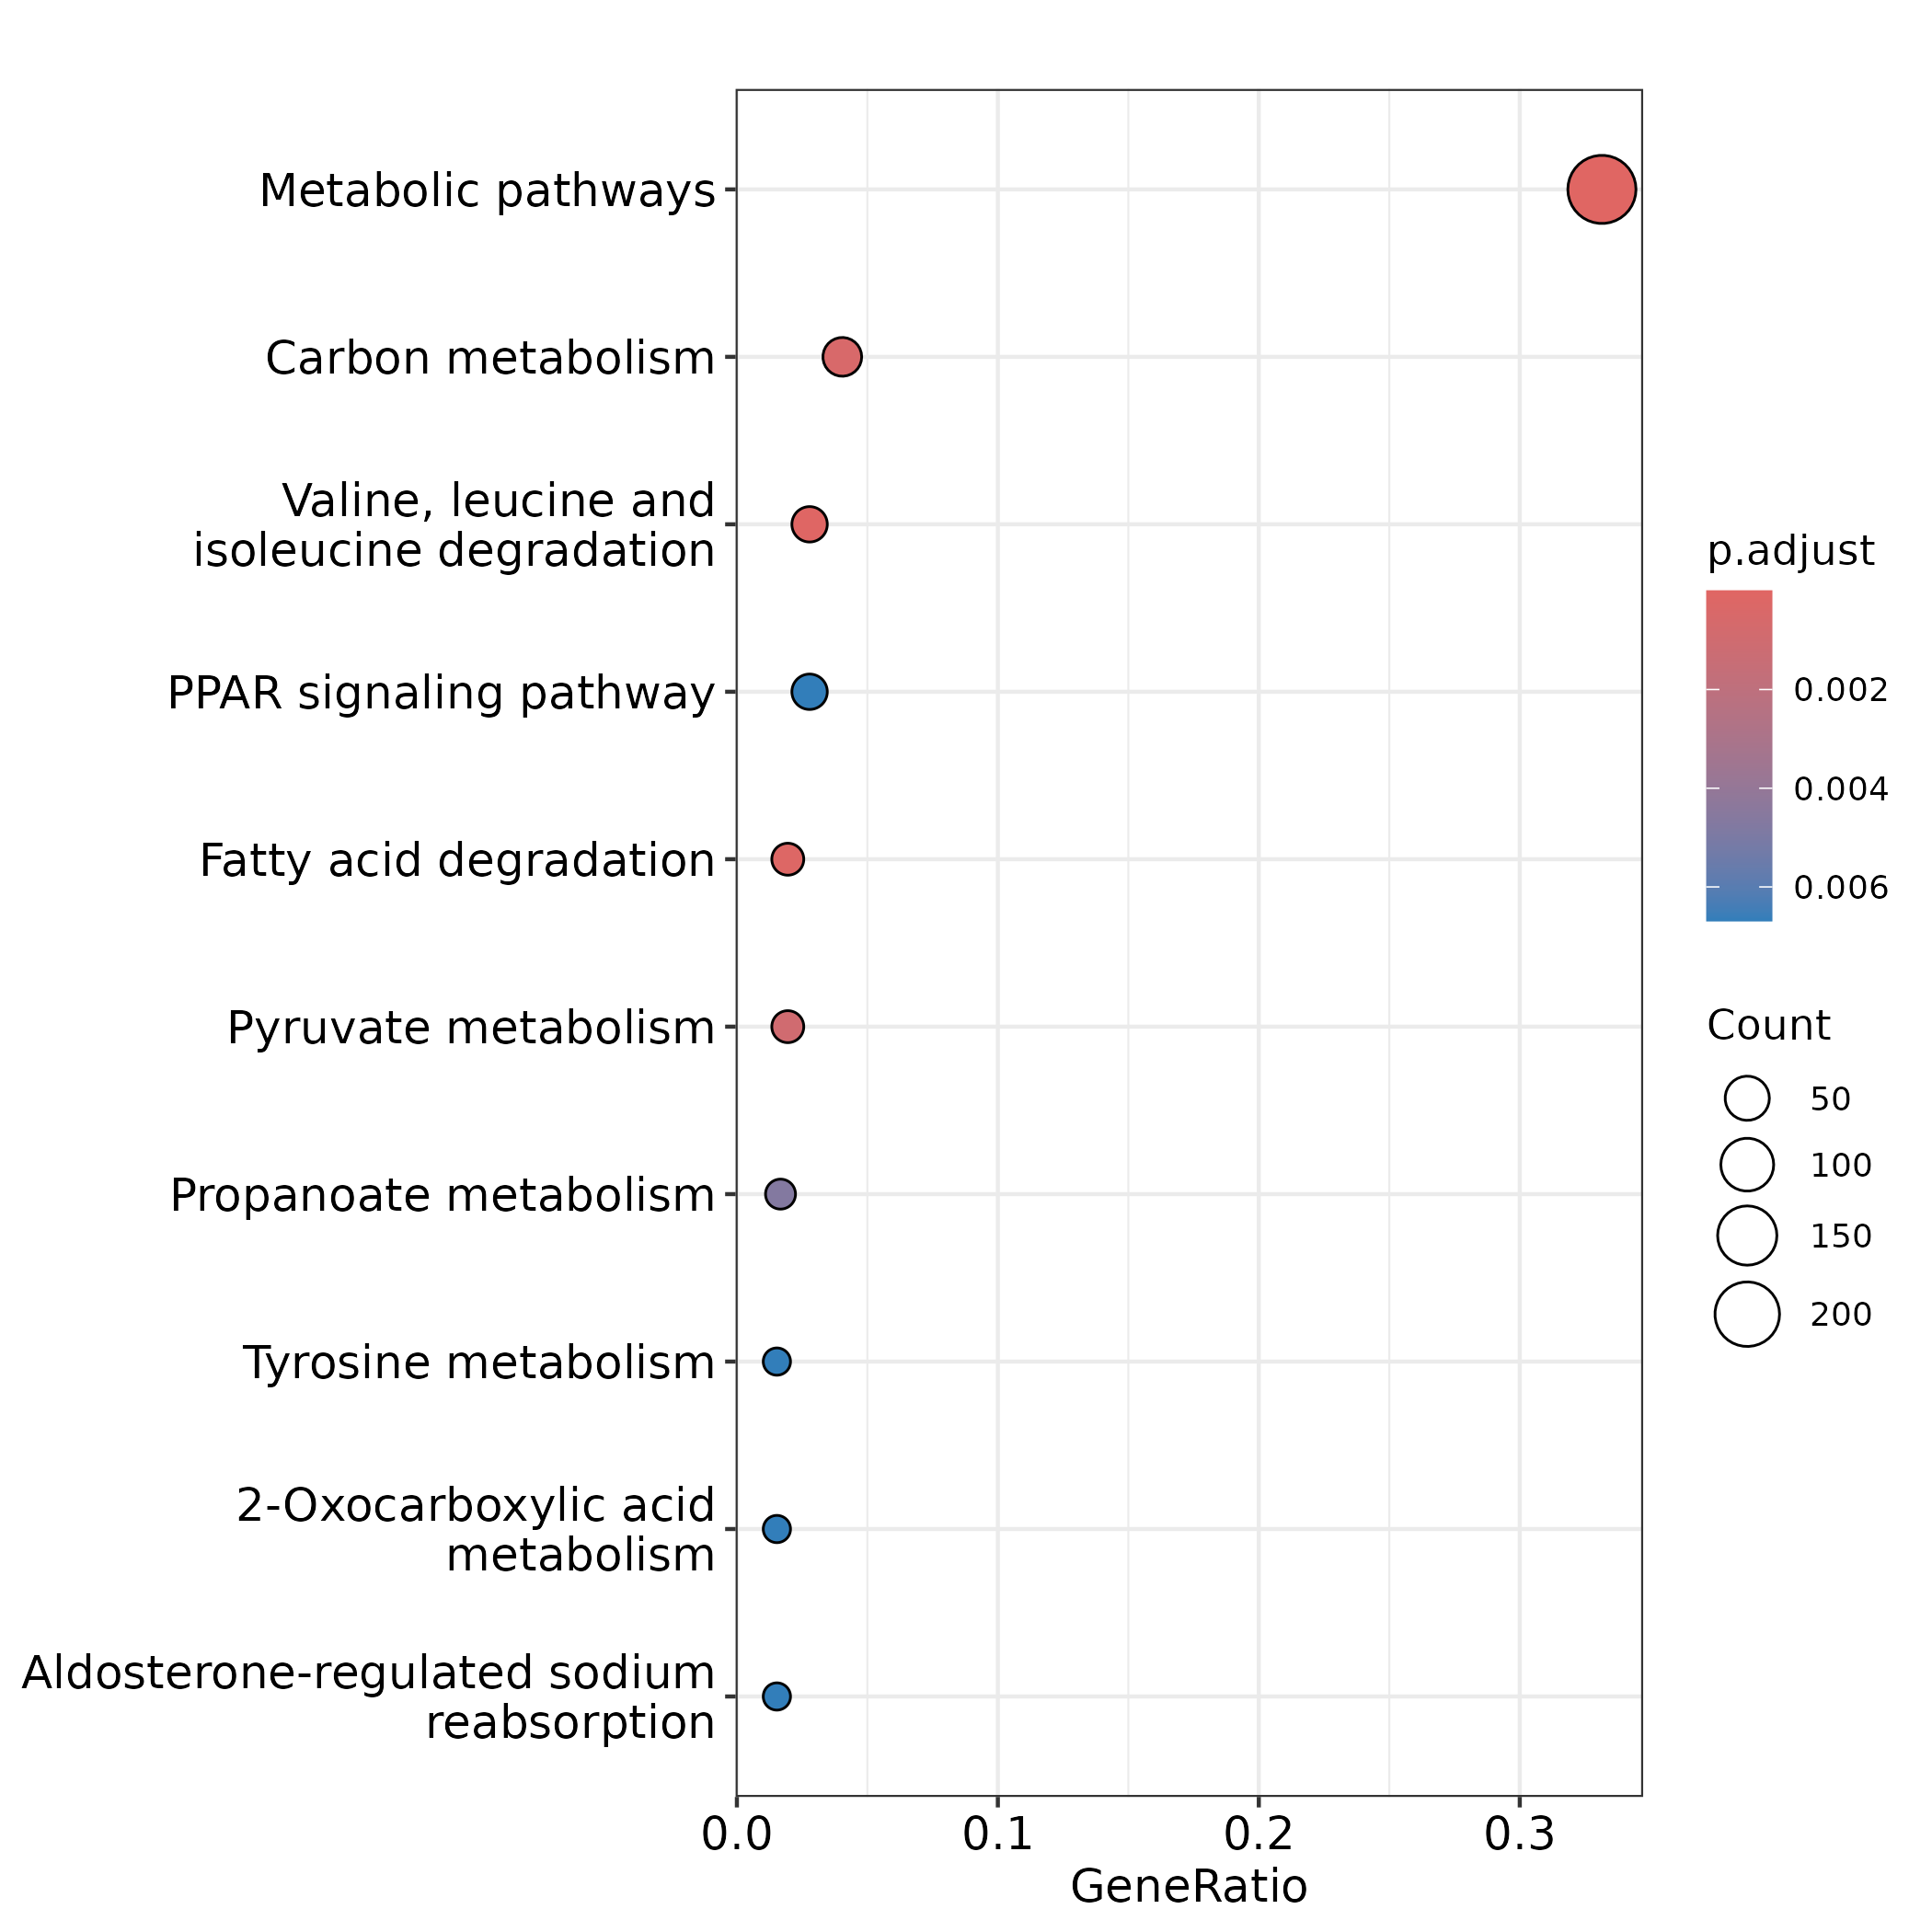 Metabolic pathways
Carbon metabolism
Valine, leucine and
isoleucine degradation
PPAR signaling pathway
Fatty acid degradation
Pyruvate metabolism
Propanoate metabolism
Tyrosine metabolism
2-Oxocarboxylic acid
metabolism
Aldosterone-regulated sodium
reabsorption
0.0 0.1 0.2 0.3
GeneRatio
p.adjust
0.002
0.004
0.006
Count
50
100
150
200